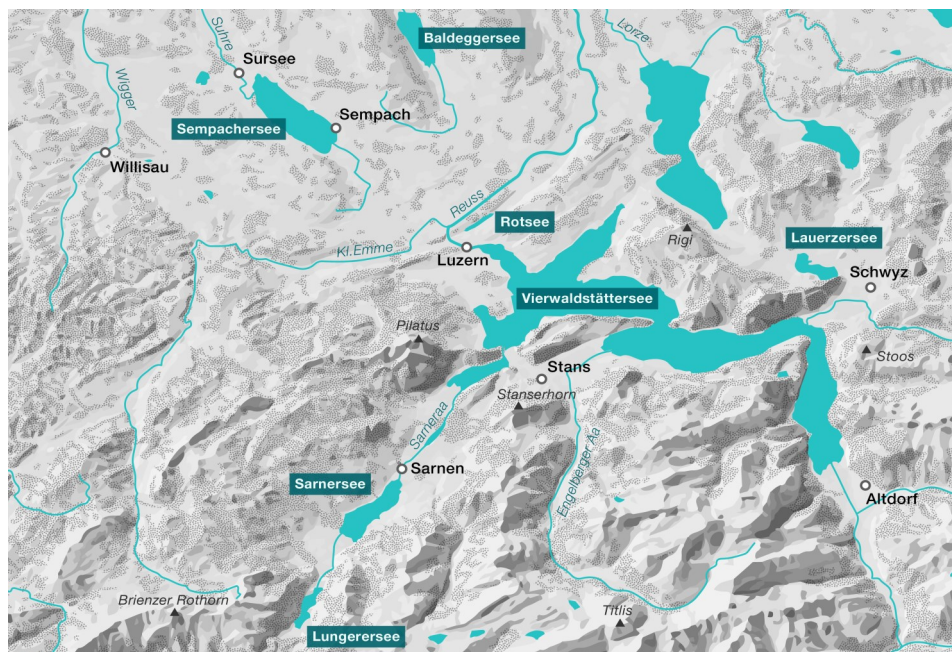 Suhre
Baldeggersee
Lorze
Sursee
Wigger
Sempach
Sempachersee
Willisau
Reuss
Rotsee
Kl.Emme
Luzern
Rigi
Lauerzersee
Schwyz
Vierwaldstättersee
Pilatus
Stoos
Stans
Stanserhorn
Sarneraa
Sarnen
Sarnersee
Engelberger Aa
Altdorf
Brienzer Rothorn
Titlis
Lungerersee